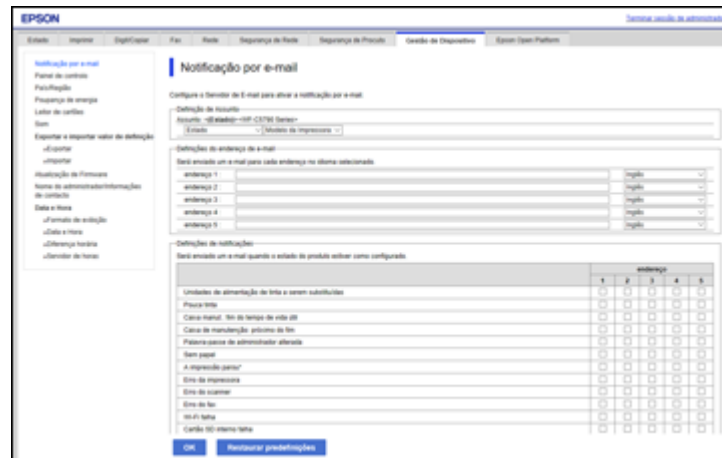 EPSON
Terminar sessão de administrador
Estado Imprimir Digit/Copiar Fax Rede Segurança de Rede Segurança de Produto Gestão de Dispositivo Epson Open Platform
Notificação por e-mail
Painel de controlo
País/Região
Poupança de energia
Leitor de cartões
Som
Exportar e importar valor de definição
»Exportar
»Importar
Atualização de Firmware
Nome do administrador/Informações
de contacto
Data e Hora
»Formato de exibição
»Data e Hora
»Diferença horária
»Servidor de horas
Notificação por e-mail
Configure o Servidor de E-mail para ativar a notificação por e-mail.
Definição de Assunto
Assunto: <(Estado)><WF-C5790 Series>
Estado Modelo da impressora
Definições do endereço de e-mail
Será enviado um e-mail para cada endereço no idioma selecionado.
endereço 1 : Inglês
endereço 2 : Inglês
endereço 3 : Inglês
endereço 4 : Inglês
endereço 5 : Inglês
Definições de notificações
Será enviado um e-mail quando o estado do produto estiver como configurado.
endereço
1 2 3 4 5
Unidades de alimentação de tinta a serem substituídas
Pouca tinta
Caixa manut.: fim do tempo de vida útil
Caixa de manutenção: próximo do fim
Palavra-passe de administrador alterada
Sem papel
A impressão parou*
Erro da impressora
Erro do scanner
Erro do fax
Wi-Fi falha
Cartão SD interno falha
OK Restaurar predefinições